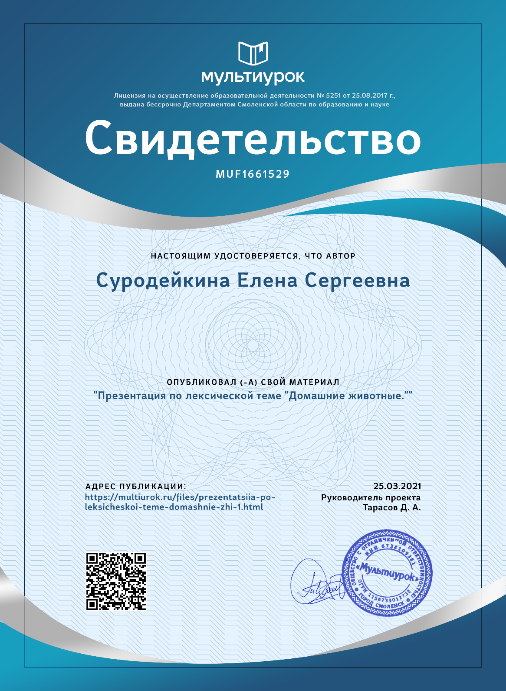 мультиурок
Лицензия на осуществление образовательной деятельности № 5251 от 25.08.2017 г.,
выдана бессрочно Департаментом Смоленской области по образованию и науке
Свидетельство
MUF1661529
НАСТОЯЩИМ УДОСТОВЕРЯЕТСЯ, ЧТО АВТОР
Суродейкина Елена Сергеевна
ОПУБЛИКОВАЛ (-А) СВОЙ МАТЕРИАЛ
"Презентация по лексической теме "Домашние животные.""
АДРЕС ПУБЛИКАЦИИ:
https://multiurok.ru/files/prezentatsiia-po-
leksicheskoi-teme-domashnie-zhi-1.html
25.03.2021
Руководитель проекта
Тарасов Д. А.
«Мультиурок»